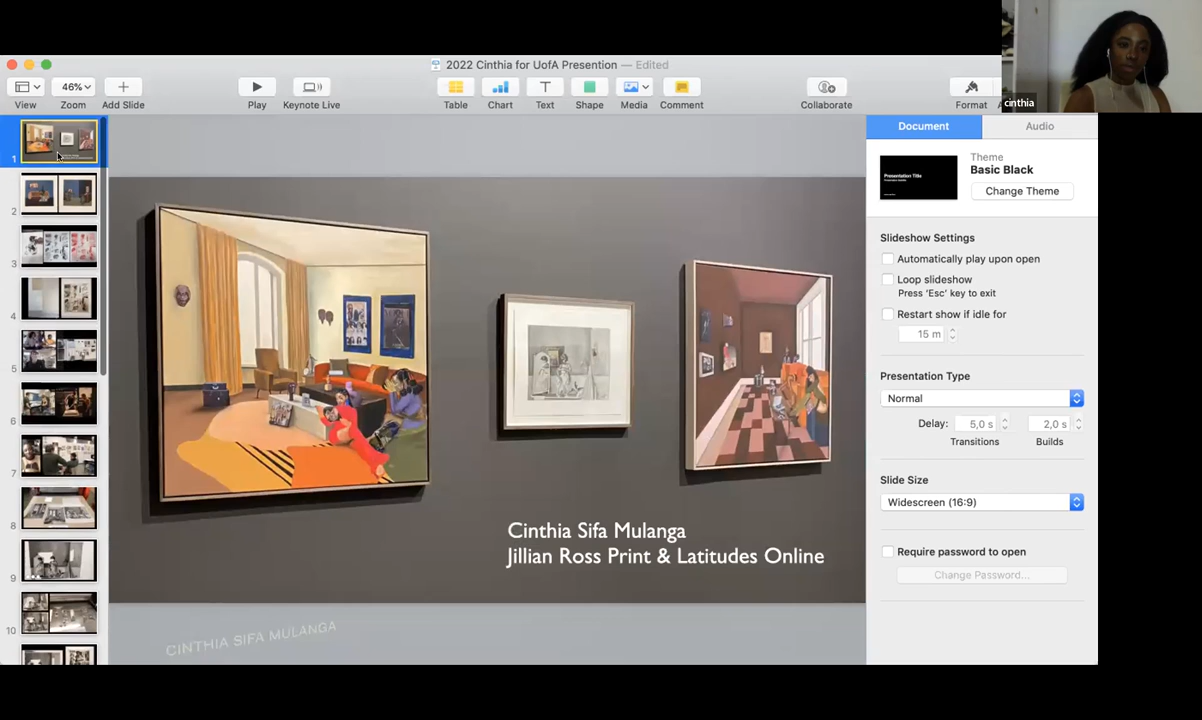 2022 Cinthia for UofA Presention — Edited
View
46%
Zoom
Add Slide
Play
Keynote Live
Table
Chart
Text
Shape
Media
Comment
Collaborate
Format
cinthia
1
2
3
4
5
6
7
8
9
10
Cinthia Sifa Mulanga
Jillian Ross Print & Latitudes Online
CINTHIA SIFA MULANGA
Document
Audio
Presentation Title
Theme
Basic Black
Change Theme
Slideshow Settings
Automatically play upon open
Loop slideshow
Press ‘Esc’ key to exit
Restart show if idle for
15 m
Presentation Type
Normal
Delay: 5,0 s 2,0 s
Transitions Builds
Slide Size
Widescreen (16:9)
Require password to open
Change Password...